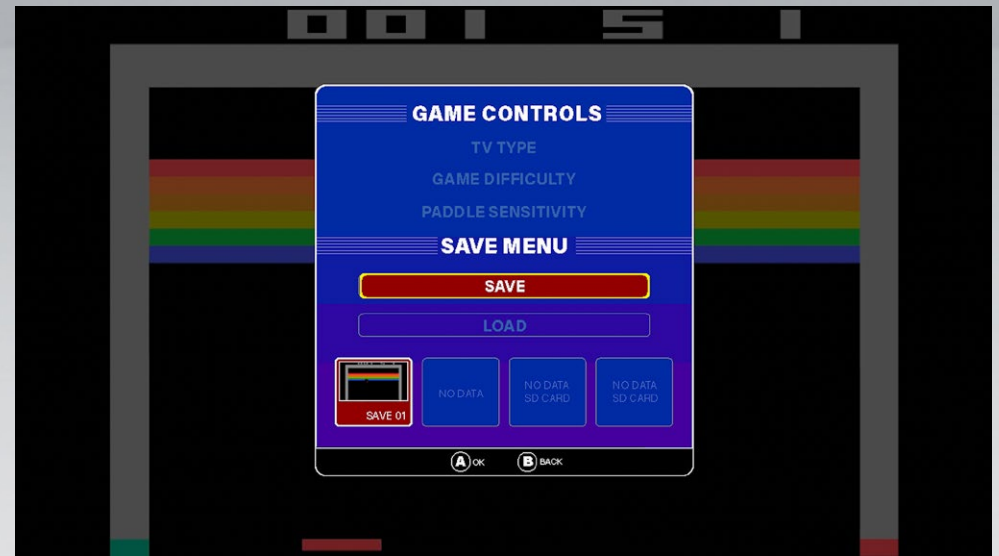 001 5 1
GAME CONTROLS
TV TYPE
GAME DIFFICULTY
PADDLE SENSITIVITY
SAVE MENU
SAVE
LOAD
SAVE 01
NO DATA
NO DATA
SD CARD
NO DATA
SD CARD
A OK B BACK